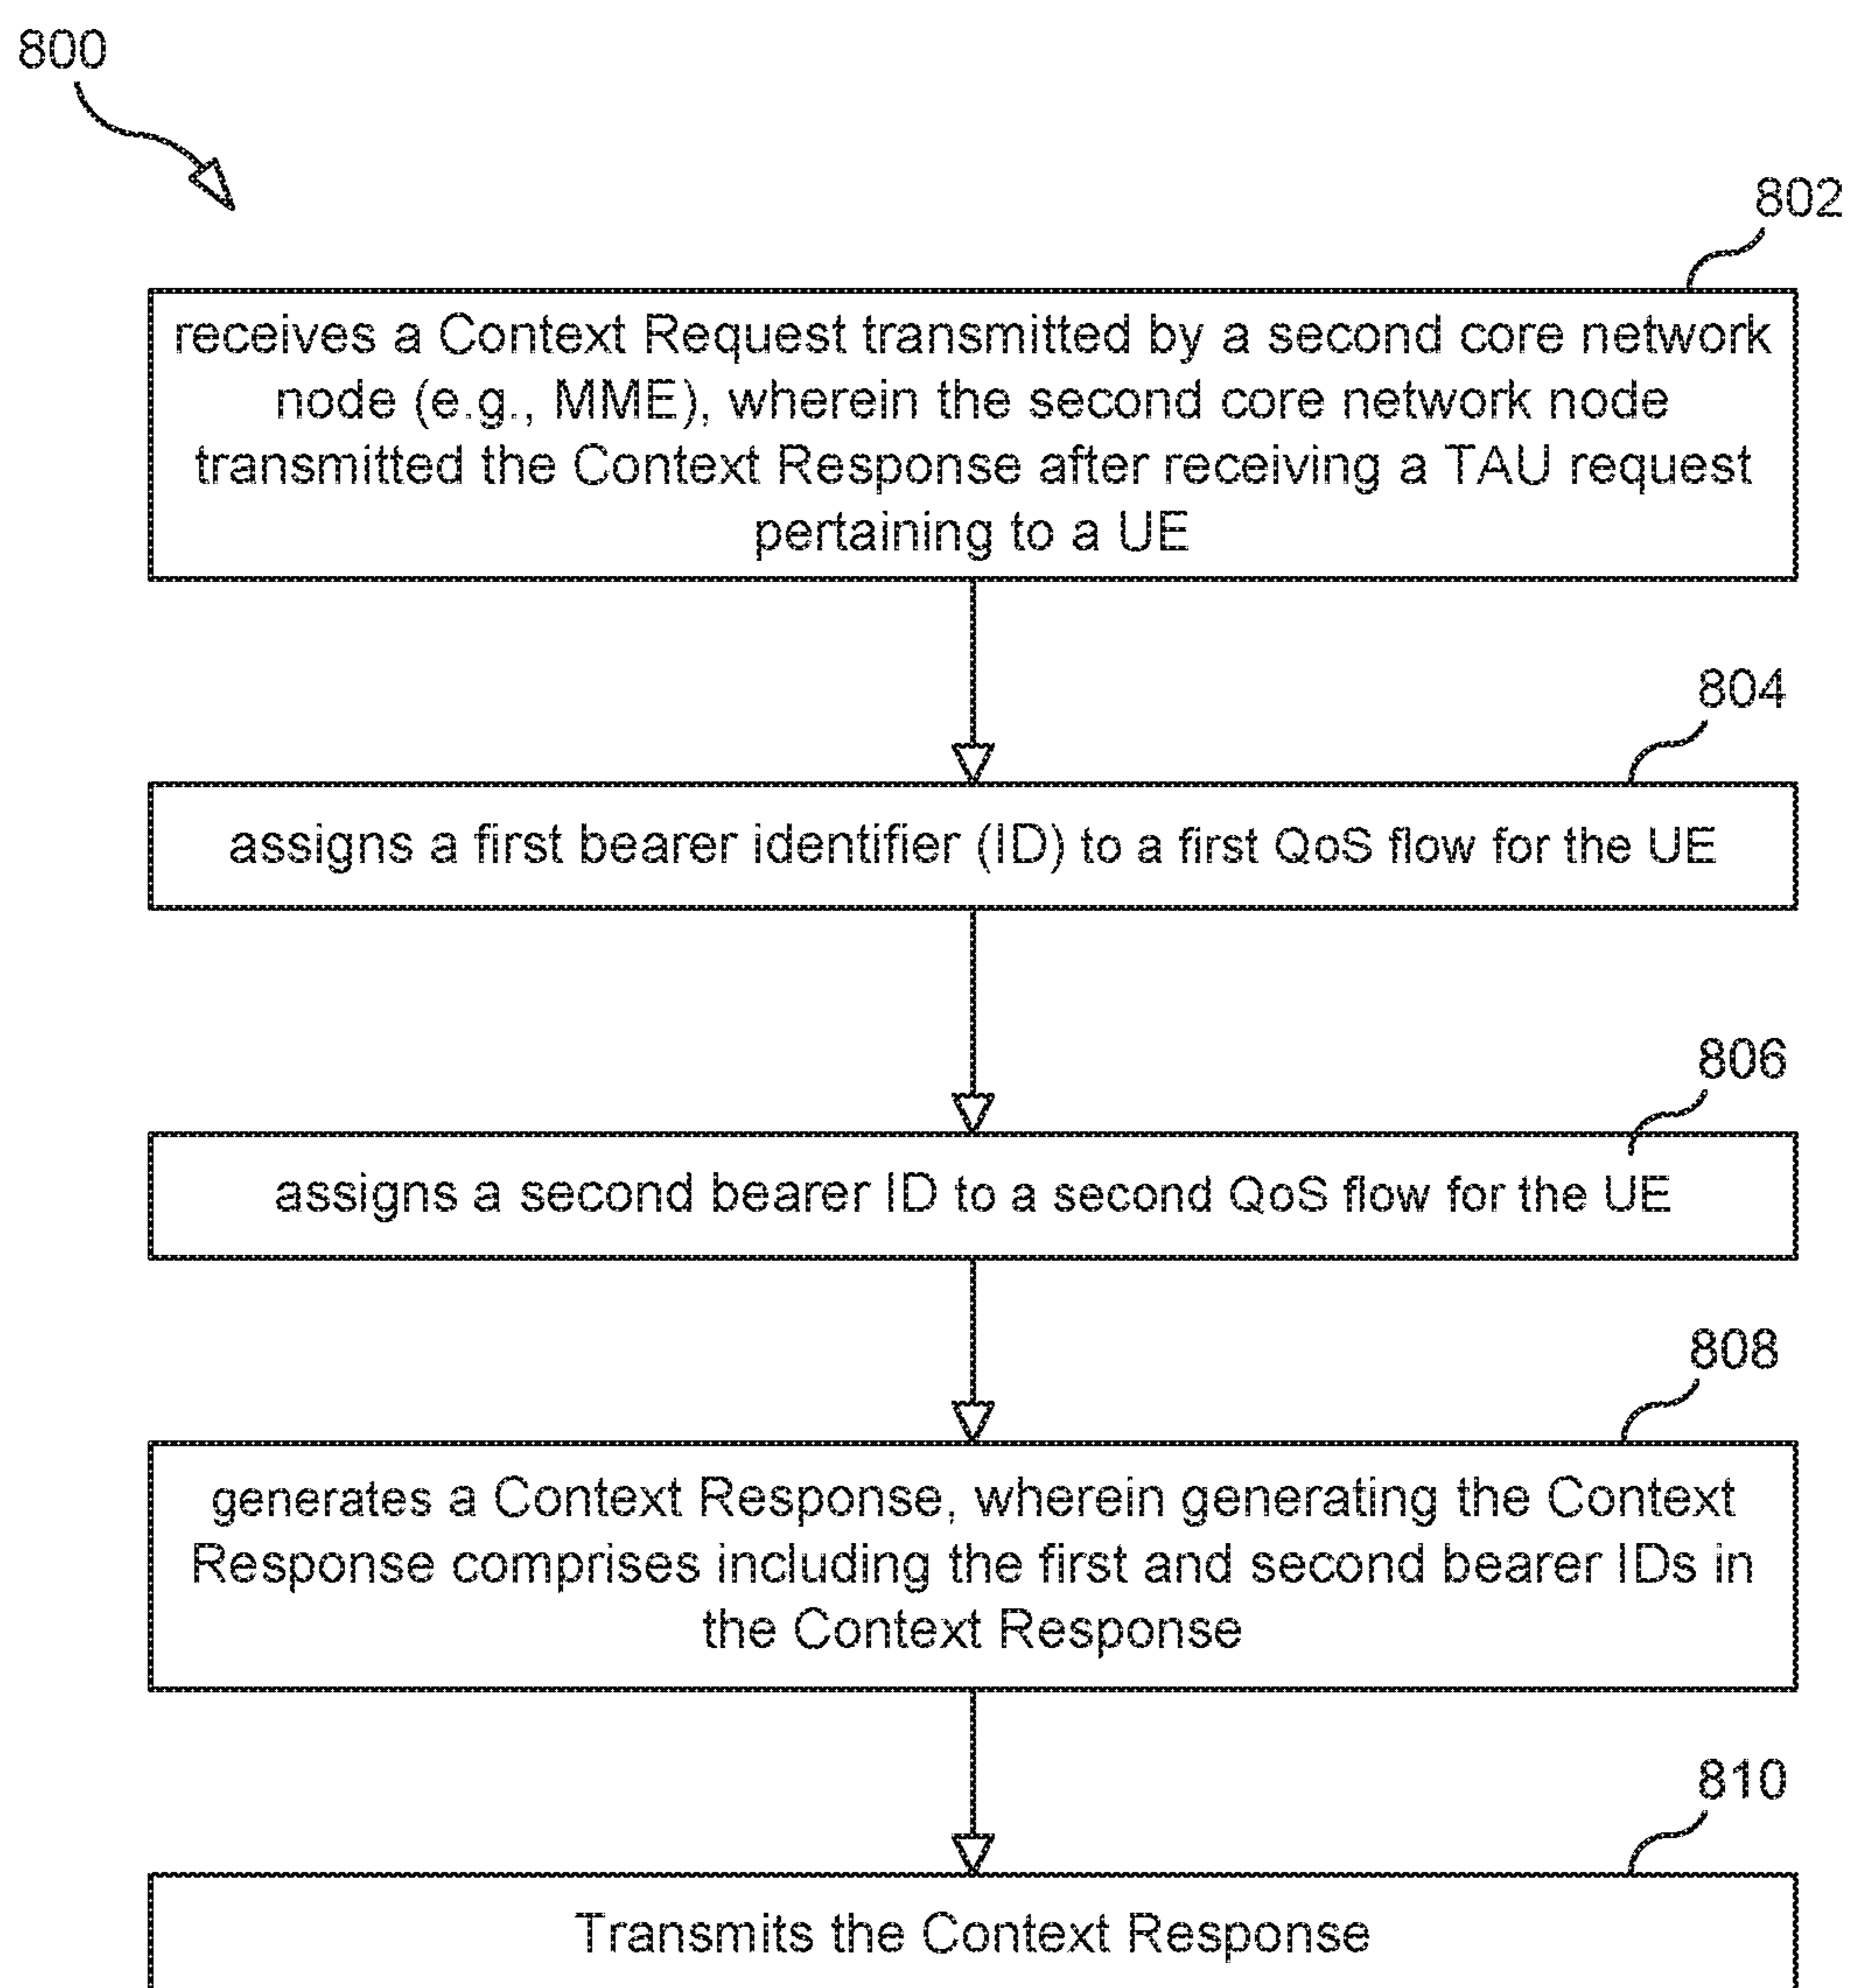 800
802
receives a Context Request transmitted by a second core network
node (e.g., MME), wherein the second core network node
transmitted the Context Response after receiving a TAU request
pertaining to a UE
804
assigns a first bearer identifier (ID) to a first QoS flow for the UE
806
assigns a second bearer ID to a second QoS flow for the UE
808
generates a Context Response, wherein generating the Context
Response comprises including the first and second bearer IDs in
the Context Response
810
Transmits the Context Response